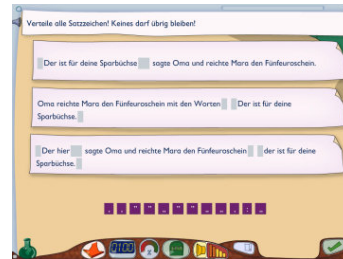 Verteile alle Satzzeichen! Keines darf übrig bleiben!
Der ist für deine Sparbüchse sagte Oma und reichte Mara den Fünfeuroschein.
Oma reichte Mara den Fünfeuroschein mit den Worten Der ist für deine
Sparbüchse.
Der hier sagte Oma und reichte Mara den Fünfeuroschein der ist für deine
Sparbüchse.
01:00